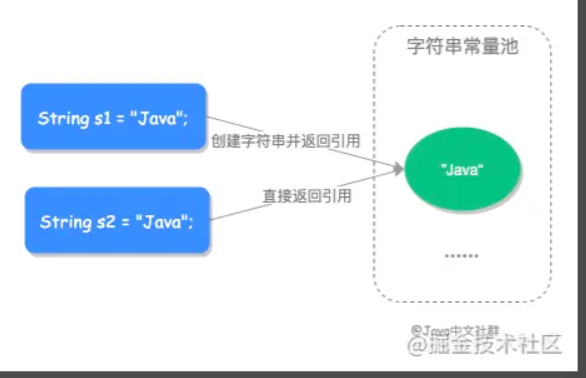 字符串常量池
String s1 = "Java";
创建字符串并返回引用
"Java"
直接返回引用
String s2 = "Java";
......
@Java中文社群
@掘金技术社区